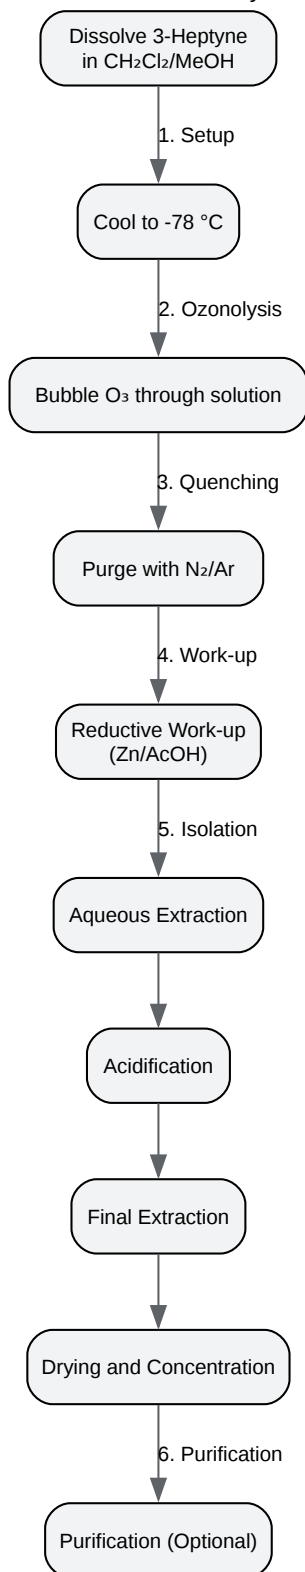 Dissolve 3-Heptyne
in CH₂Cl₂/MeOH
1. Setup
Cool to -78 °C
2. Ozonolysis
Bubble O₃ through solution
3. Quenching
Purge with N₂/Ar
4. Work-up
Reductive Work-up
(Zn/AcOH)
5. Isolation
Aqueous Extraction
Acidification
Final Extraction
Drying and Concentration
6. Purification
Purification (Optional)